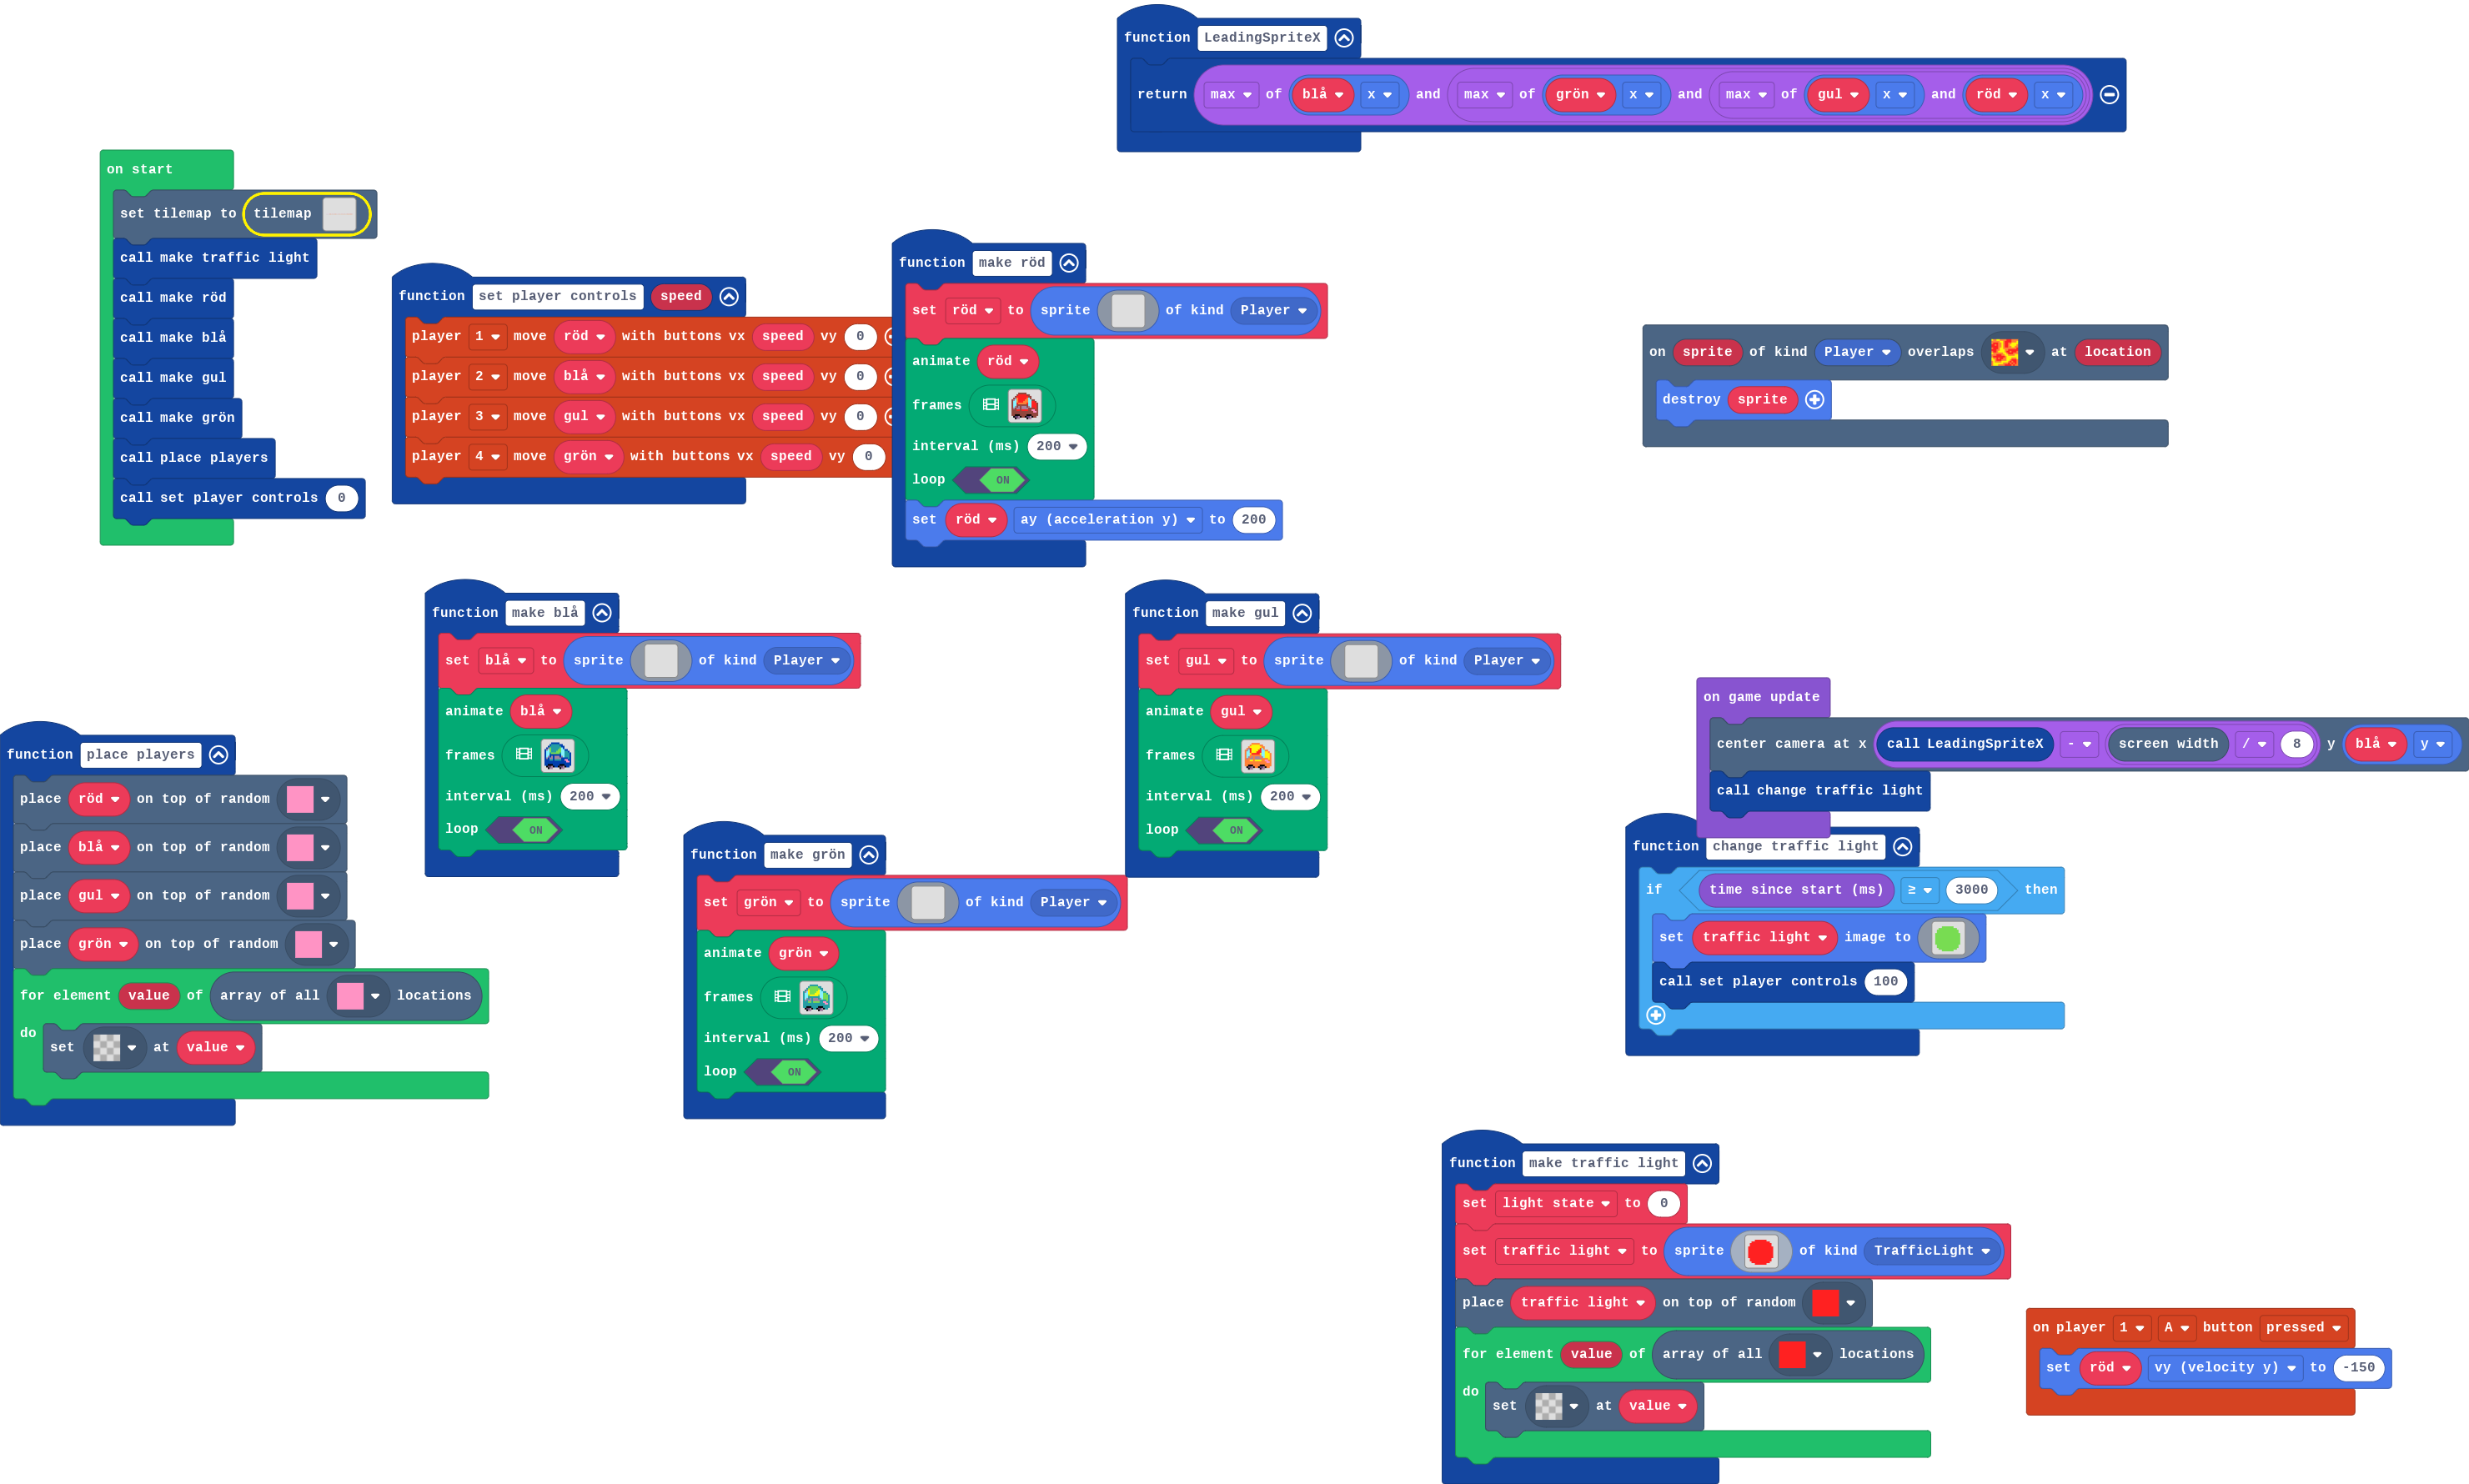 function LeadingSpriteX
return max of blå x and max of grön x and max of gul x and röd x
on start
set tilemap to tilemap
call make traffic light
call make röd
call make blå
call make gul
call make grön
call place players
call set player controls 0
function set player controls speed
player 1 move röd with buttons vx speed vy 0
player 2 move blå with buttons vx speed vy 0
player 3 move gul with buttons vx speed vy 0
player 4 move grön with buttons vx speed vy 0
function make röd
set röd to sprite of kind Player
animate röd
frames
interval (ms) 200
loop ON
set röd ay (acceleration y) to 200
on sprite of kind Player overlaps at location
destroy sprite
function make blå
set blå to sprite of kind Player
animate blå
frames
interval (ms) 200
loop ON
function make gul
set gul to sprite of kind Player
animate gul
frames
interval (ms) 200
loop ON
on game update
center camera at x call LeadingSpriteX - screen width / 8 y blå y
call change traffic light
function place players
place röd on top of random
place blå on top of random
place gul on top of random
place grön on top of random
for element value of array of all locations
do set at value
function make grön
set grön to sprite of kind Player
animate grön
frames
interval (ms) 200
loop ON
function change traffic light
if time since start (ms) ≥ 3000 then
set traffic light image to
call set player controls 100
function make traffic light
set light state to 0
set traffic light to sprite of kind TrafficLight
place traffic light on top of random
for element value of array of all locations
do set at value
on player 1 A button pressed
set röd vy (velocity y) to -150